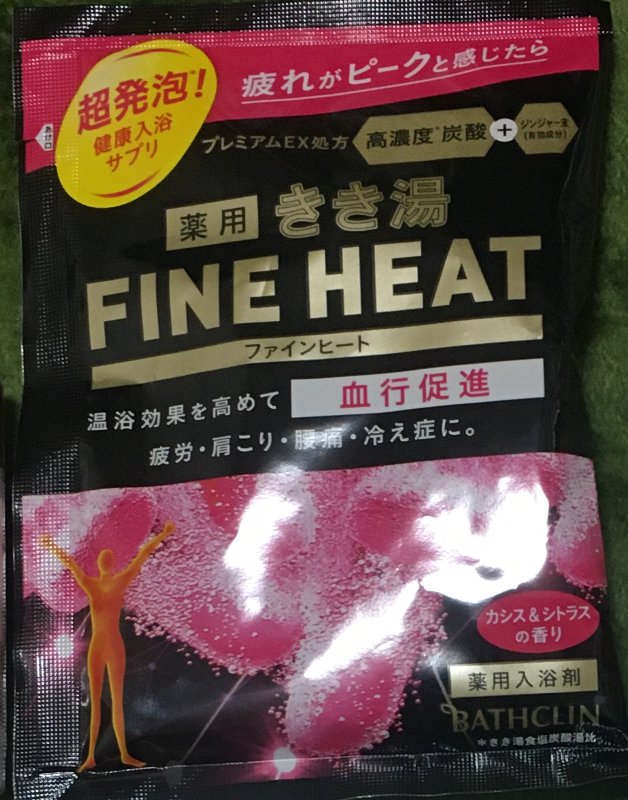 疲れがピークと感じたら
超発泡!
健康入浴
サプリ
あけ口
プレミアムEX処方
高濃度*炭酸
+
ジンジャー末
(有効成分)
薬用 きき湯
FINE HEAT
ファインヒート
温浴効果を高めて 血行促進
疲労・肩こり・腰痛・冷え症に。
カシス&シトラス
の香り
薬用入浴剤
BATHCLIN
*きき湯食塩炭酸湯比